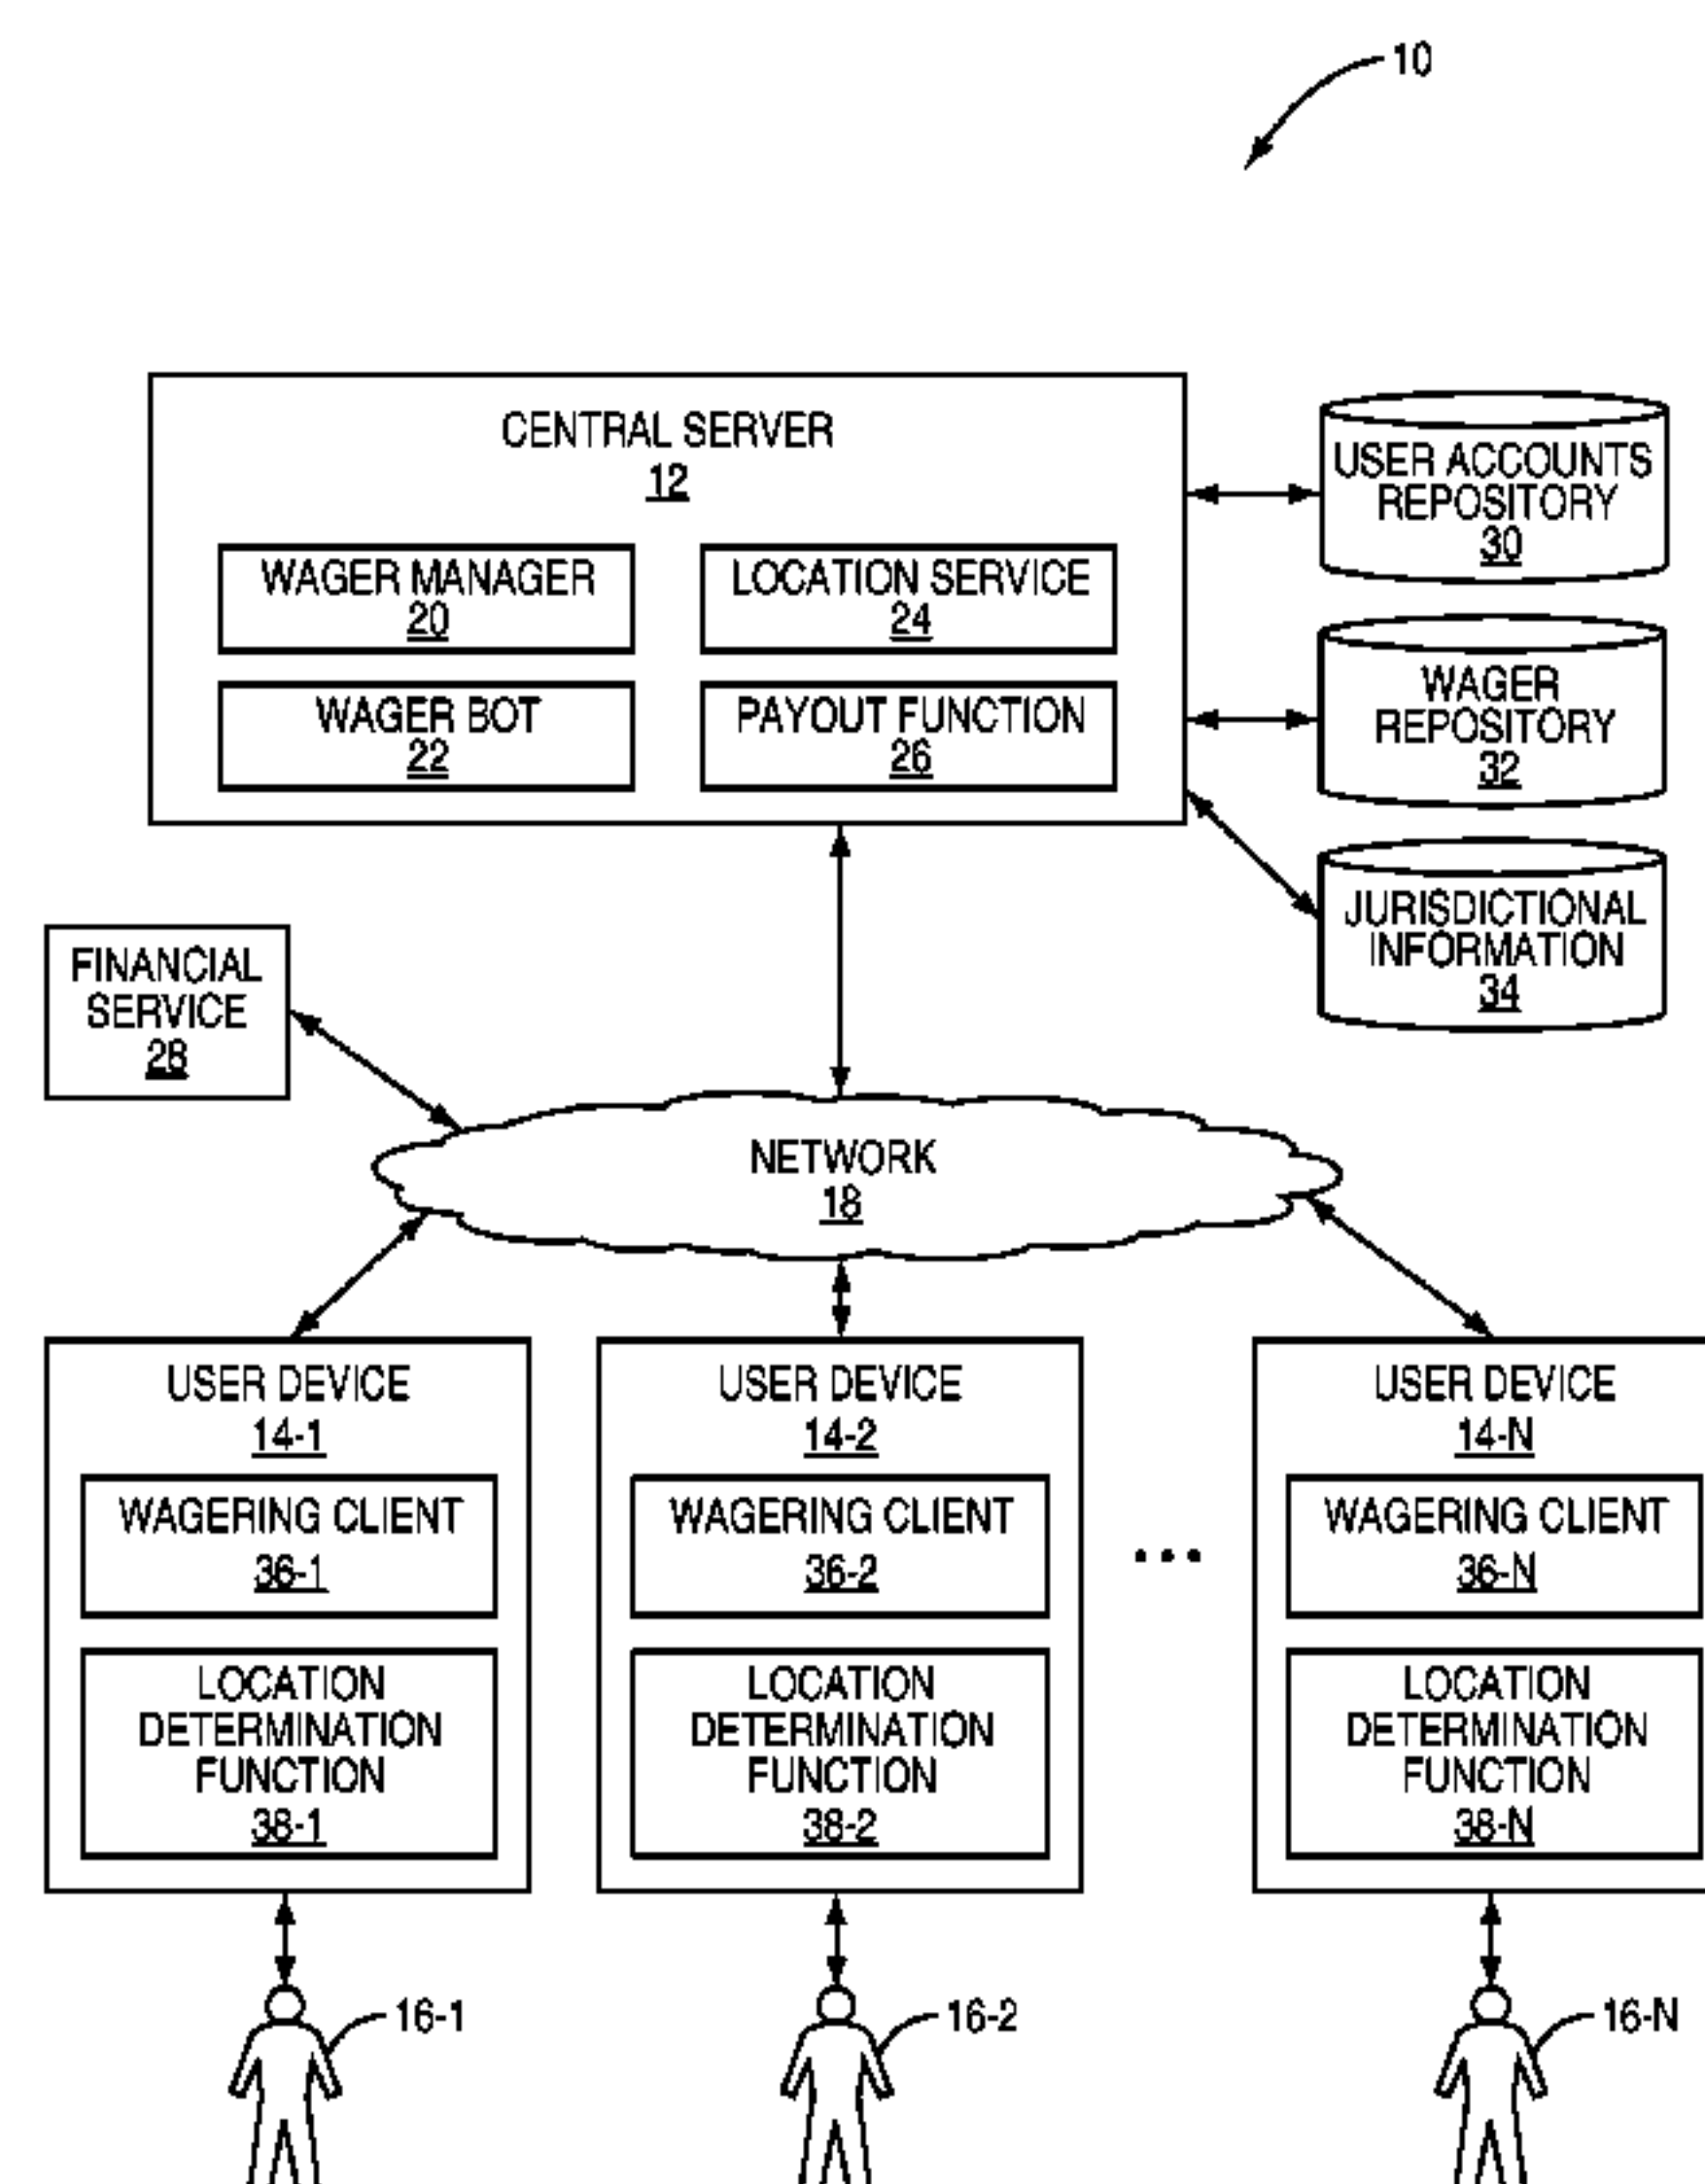 10
CENTRAL SERVER
12
WAGER MANAGER
20
LOCATION SERVICE
24
WAGER BOT
22
PAYOUT FUNCTION
26
USER ACCOUNTS
REPOSITORY
30
WAGER
REPOSITORY
32
JURISDICTIONAL
INFORMATION
34
FINANCIAL
SERVICE
28
NETWORK
18
USER DEVICE
14-1
WAGERING CLIENT
36-1
LOCATION
DETERMINATION
FUNCTION
38-1
USER DEVICE
14-2
WAGERING CLIENT
36-2
LOCATION
DETERMINATION
FUNCTION
38-2
...
USER DEVICE
14-N
WAGERING CLIENT
36-N
LOCATION
DETERMINATION
FUNCTION
38-N
16-1
16-2
16-N